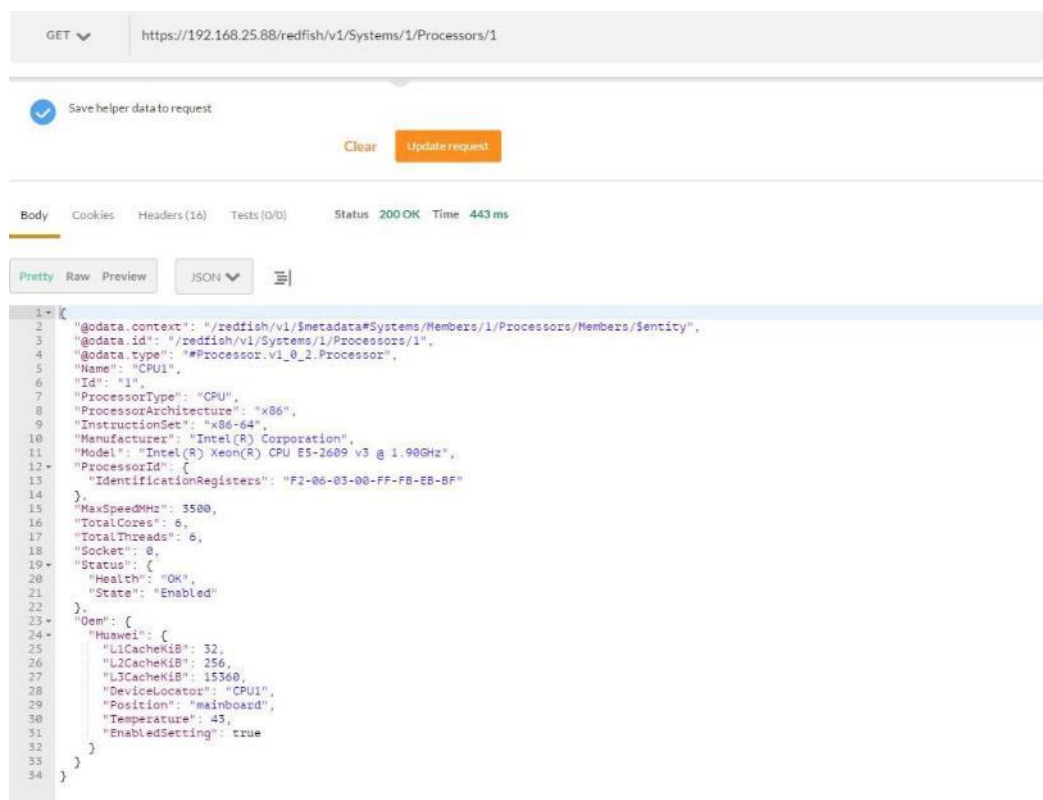 GET https://192.168.25.88/redfish/v1/Systems/1/Processors/1
Save helper data to request
Clear Update request
Body Cookies Headers (16) Tests (0/0) Status 200 OK Time 443 ms
Pretty Raw Preview JSON
1 {
2 "@odata.context": "/redfish/v1/$metadata#Systems/Members/1/Processors/Members/$entity",
3 "@odata.id": "/redfish/v1/Systems/1/Processors/1",
4 "@odata.type": "#Processor.v1_0_2.Processor",
5 "Name": "CPU1",
6 "Id": "1",
7 "ProcessorType": "CPU",
8 "ProcessorArchitecture": "x86",
9 "InstructionSet": "x86-64",
10 "Manufacturer": "Intel(R) Corporation",
11 "Model": "Intel(R) Xeon(R) CPU E5-2609 v3 @ 1.90GHz",
12 "ProcessorId": {
13 "IdentificationRegisters": "F2-06-03-00-FF-FB-EB-BF"
14 },
15 "MaxSpeedMHz": 3500,
16 "TotalCores": 6,
17 "TotalThreads": 6,
18 "Socket": 0,
19 "Status": {
20 "Health": "OK",
21 "State": "Enabled"
22 },
23 "Oem": {
24 "Huawei": {
25 "L1CacheKiB": 32,
26 "L2CacheKiB": 256,
27 "L3CacheKiB": 15360,
28 "DeviceLocator": "CPU1",
29 "Position": "mainboard",
30 "Temperature": 43,
31 "EnabledSetting": true
32 }
33 }
34 }